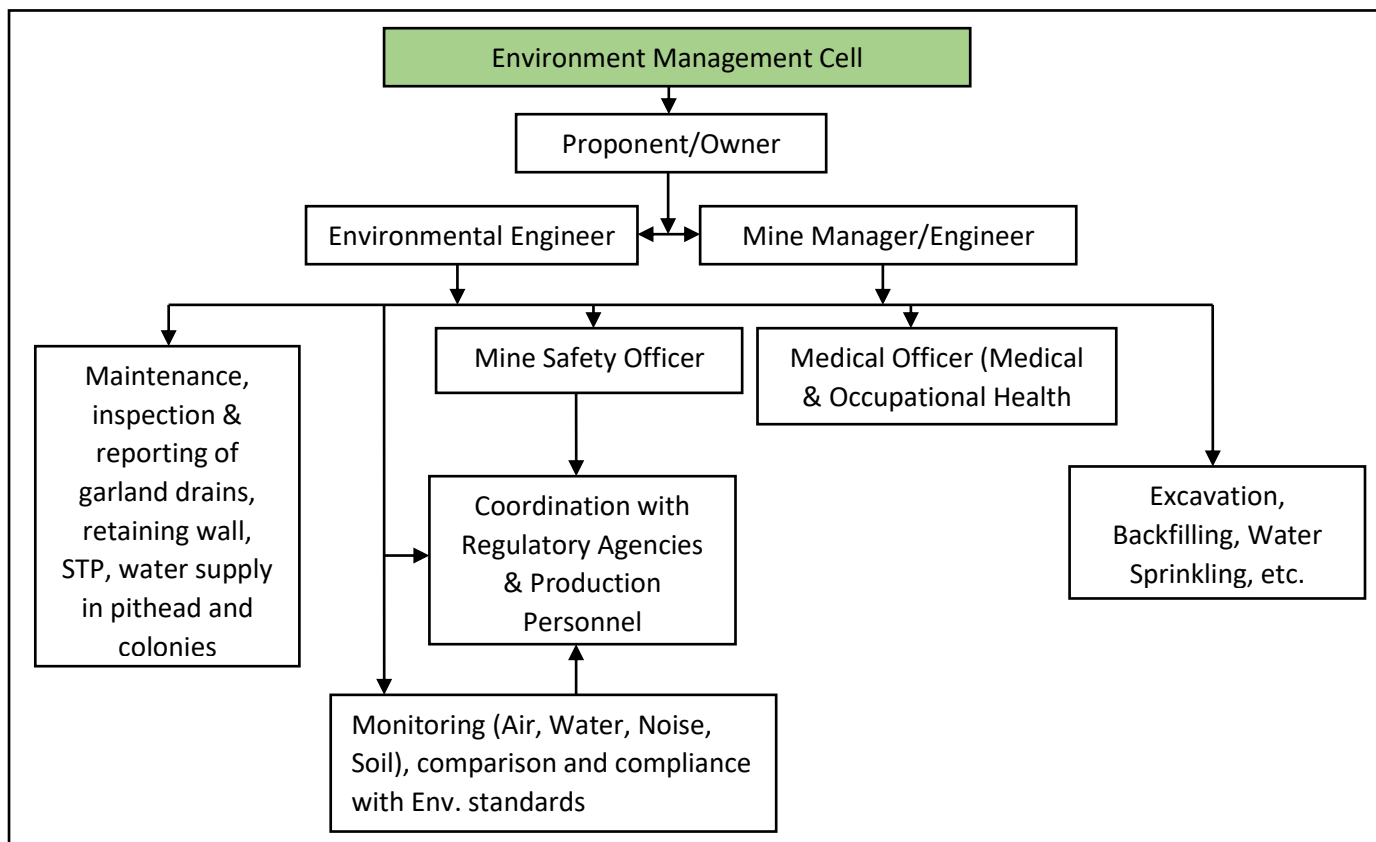 Environment Management Cell
Proponent/Owner
Environmental Engineer
Mine Manager/Engineer
Maintenance,
inspection &
reporting of
garland drains,
retaining wall,
STP, water supply
in pithead and
colonies
Mine Safety Officer
Medical Officer (Medical
& Occupational Health
Coordination with
Regulatory Agencies
& Production
Personnel
Excavation,
Backfilling, Water
Sprinkling, etc.
Monitoring (Air, Water, Noise,
Soil), comparison and compliance
with Env. standards